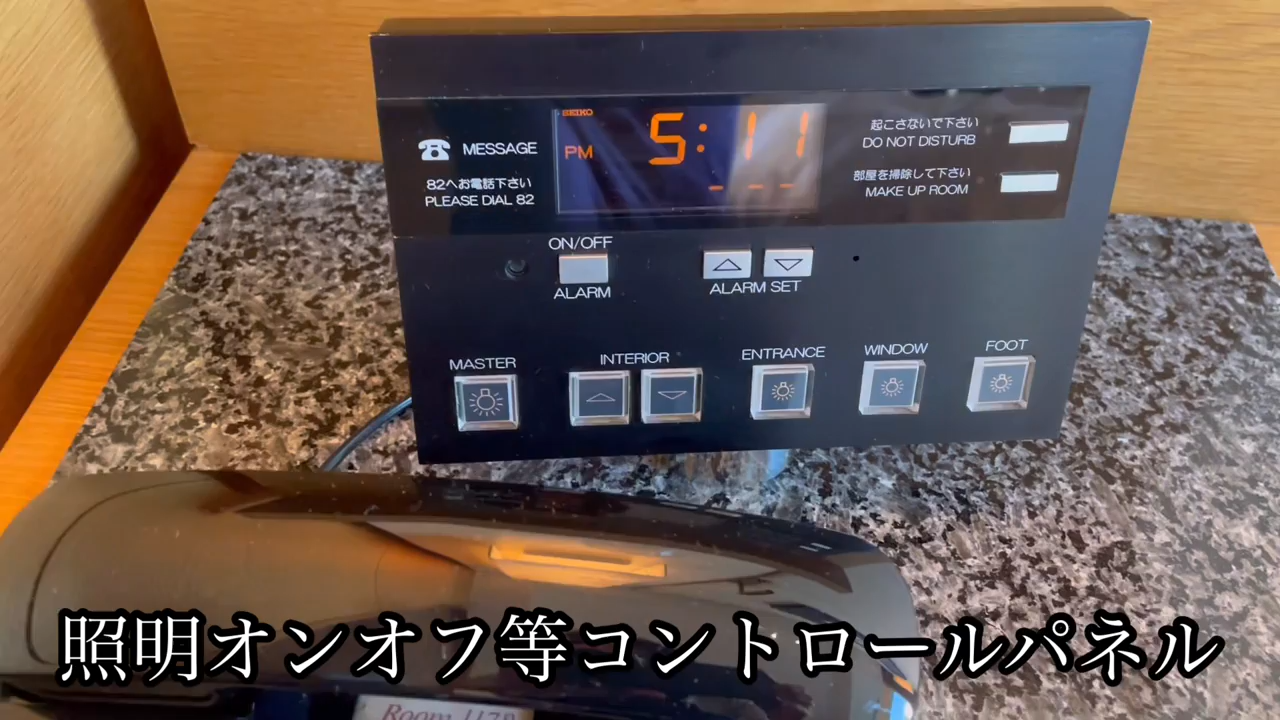 SEIKO
PM 5:11
MESSAGE
82へお電話下さい
PLEASE DIAL 82
起こさないで下さい
DO NOT DISTURB
部屋を掃除して下さい
MAKE UP ROOM
ON/OFF
ALARM
ALARM SET
MASTER
INTERIOR
ENTRANCE
WINDOW
FOOT
照明オンオフ等コントロールパネル
Room